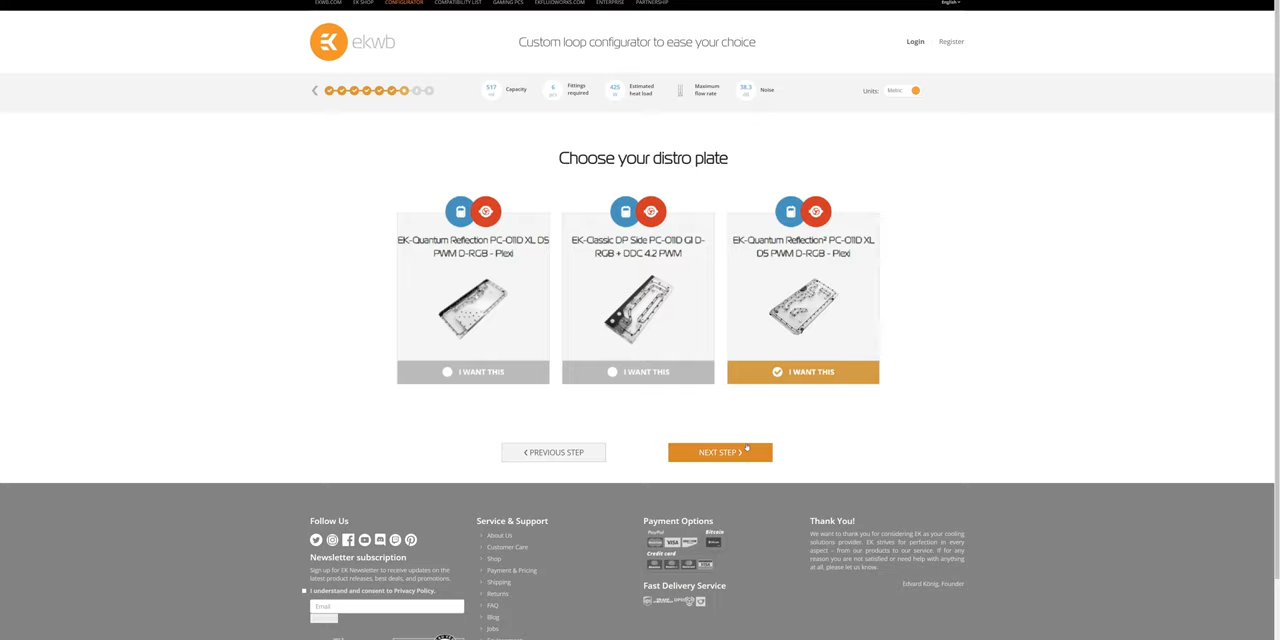 EKWB.COM EK SHOP CONFIGURATOR COMPATIBILITY LIST GAMING PCS EKFLUIDWORKS.COM ENTERPRISE PARTNERSHIP English
ekwb
Custom loop configurator to ease your choice
Login Register
517 ml Capacity
6 pcs Fittings required
425 W Estimated heat load
Maximum flow rate
38.3 dB Noise
Units: Metric
Choose your distro plate
EK-Quantum Reflection PC-O11D XL D5
PWM D-RGB - Plexi
I WANT THIS
EK-Classic DP Side PC-O11D G1 D-
RGB + DDC 4.2 PWM
I WANT THIS
EK-Quantum Reflection² PC-O11D XL
D5 PWM D-RGB - Plexi
I WANT THIS
PREVIOUS STEP
NEXT STEP
Follow Us
Newsletter subscription
Sign up for EK Newsletter to receive updates on the
latest product releases, best deals, and promotions.
I understand and consent to Privacy Policy.
Email
Service & Support
About Us
Customer Care
Shop
Payment & Pricing
Shipping
Returns
FAQ
Blog
Jobs
Payment Options
PayPal
Bitcoin
VISA
Credit card
Fast Delivery Service
Thank You!
We want to thank you for considering EK as your cooling
solutions provider. EK strives for perfection in every
aspect – from our products to our service. If for any
reason you are not satisfied or need help with anything
at all, please let us know.
Edvard König, Founder